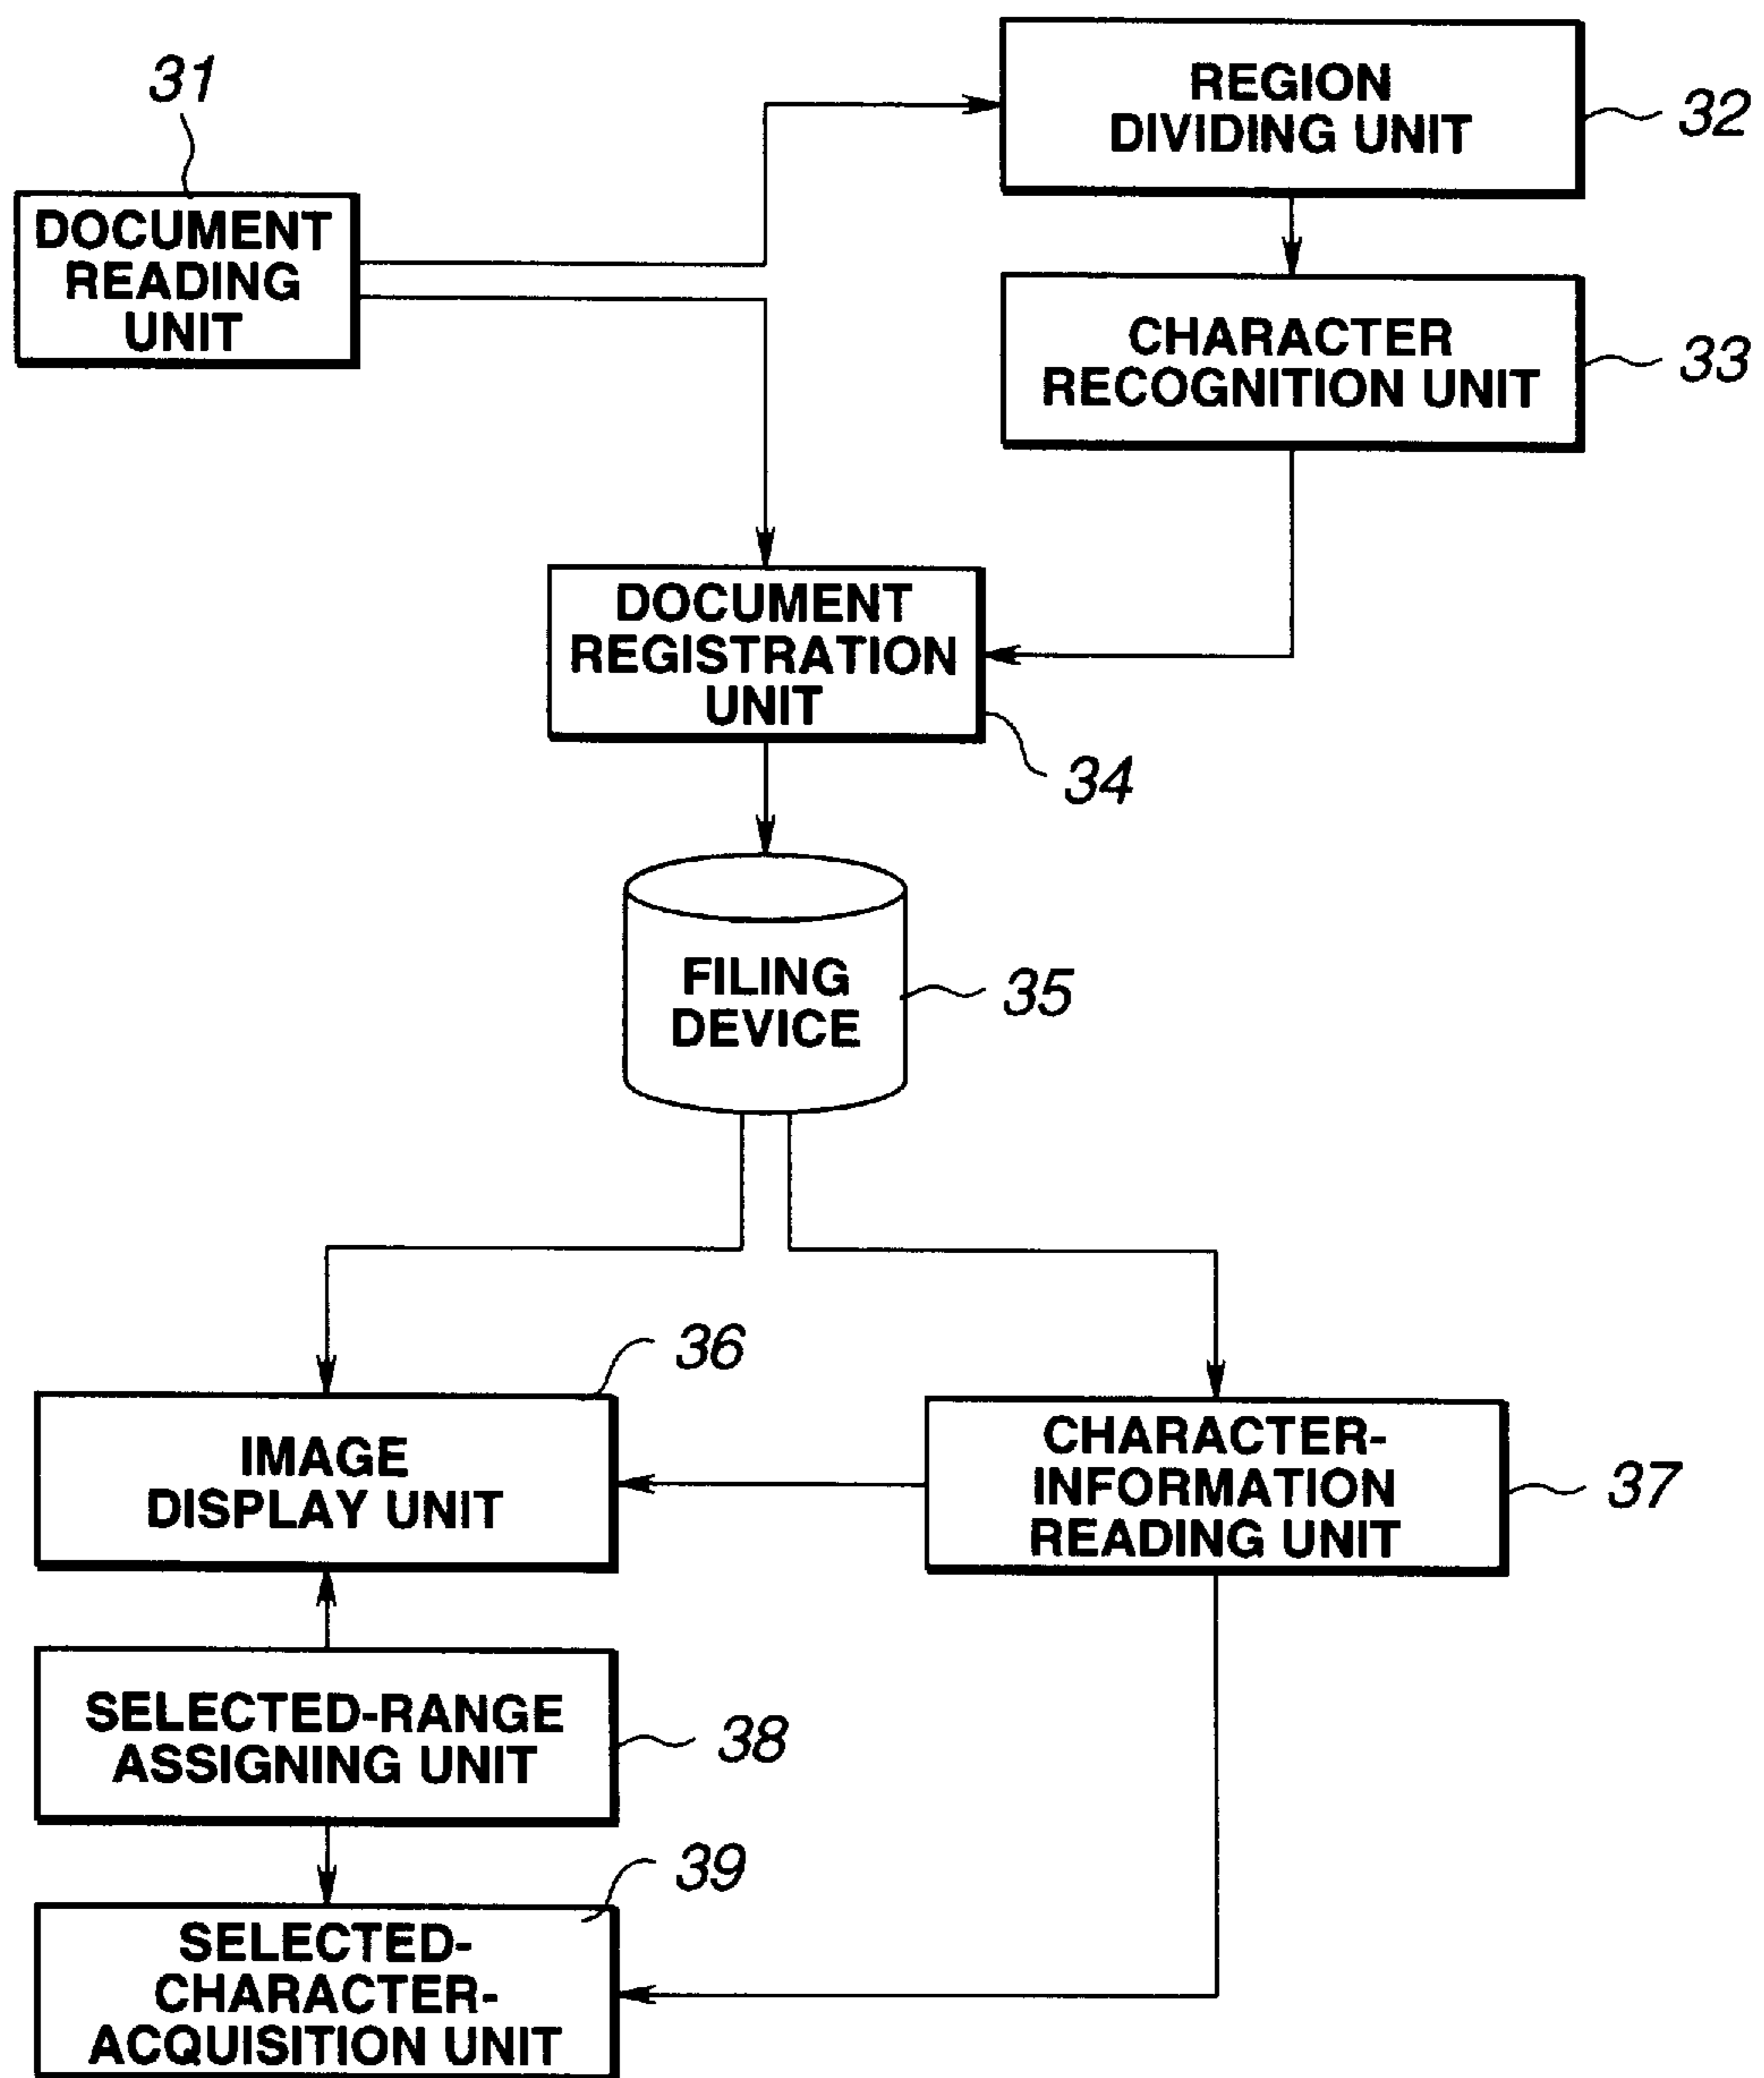 31
REGION
DIVIDING UNIT
32
DOCUMENT
READING
UNIT
CHARACTER
RECOGNITION UNIT
33
DOCUMENT
REGISTRATION
UNIT
34
FILING
DEVICE
35
36
IMAGE
DISPLAY UNIT
CHARACTER-
INFORMATION
READING UNIT
37
SELECTED-RANGE
ASSIGNING UNIT
38
39
SELECTED-
CHARACTER-
ACQUISITION UNIT